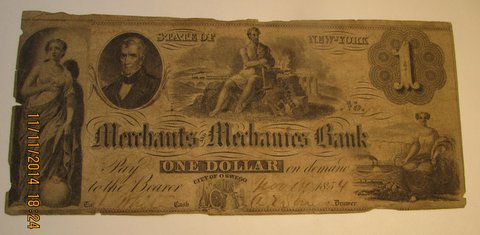 STATE OF NEW-YORK
1
No.
Merchants & Mechanics Bank
Pay ONE DOLLAR on demand
to the Bearer CITY OF OSWEGO 1854
Cash
11/11/2014 18:24